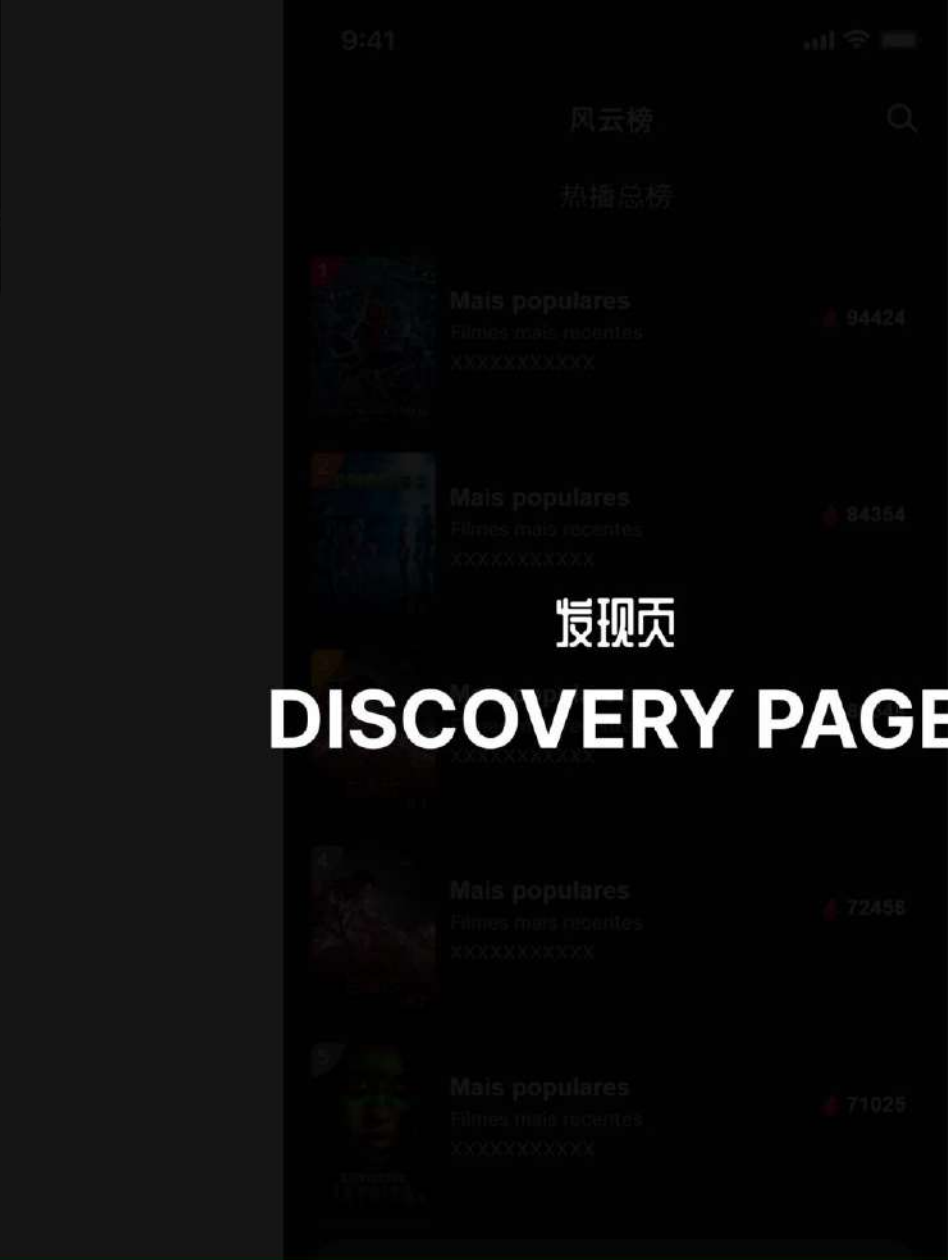 9:41
风云榜
热播总榜
1
Mais populares
94424
Filmes mais recentes
XXXXXXXXXXX
2
Mais populares
84354
Filmes mais recentes
XXXXXXXXXXX
发现页
DISCOVERY PAGE
XXXXXXXXXXX
4
Mais populares
72458
Filmes mais recentes
XXXXXXXXXXX
5
Mais populares
71025
Filmes mais recentes
XXXXXXXXXXX